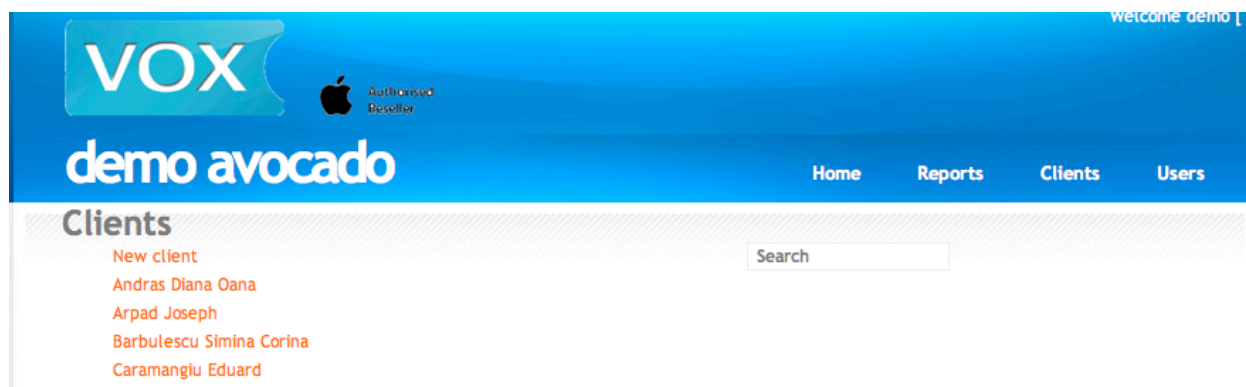 Welcome demo [
VOX
Authorised
Reseller
demo avocado
Home Reports Clients Users
Clients
New client
Search
Andras Diana Oana
Arpad Joseph
Barbulescu Simina Corina
Caramangiu Eduard